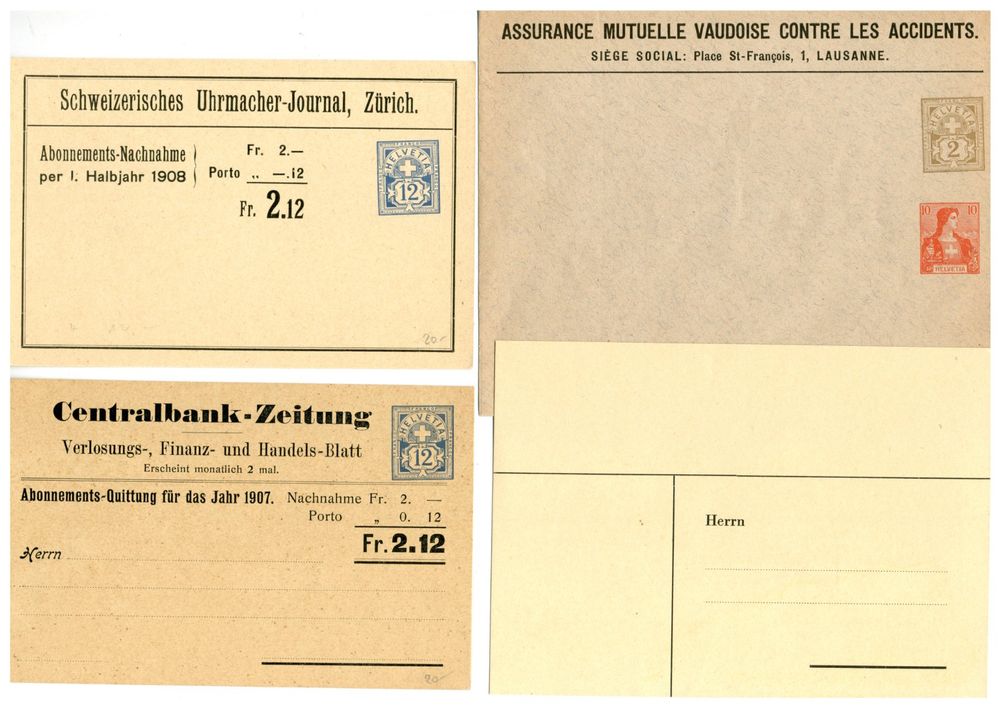 Schweizerisches Uhrmacher-Journal, Zürich.
Abonnements-Nachnahme
per I. Halbjahr 1908
Fr. 2.—
Porto „ —.12
Fr. 2.12
HELVETIA
12
20.-
Centralbank-Zeitung
Verlosungs-, Finanz- und Handels-Blatt
Erscheint monatlich 2 mal.
FRANCO
HELVETIA
12
Abonnements-Quittung für das Jahr 1907. Nachnahme Fr. 2. —
Porto „ 0. 12
Fr. 2.12
Herrn
20.-
ASSURANCE MUTUELLE VAUDOISE CONTRE LES ACCIDENTS.
SIÈGE SOCIAL: Place St-François, 1, LAUSANNE.
HELVETIA
2
10 10
HELVETIA
Herrn